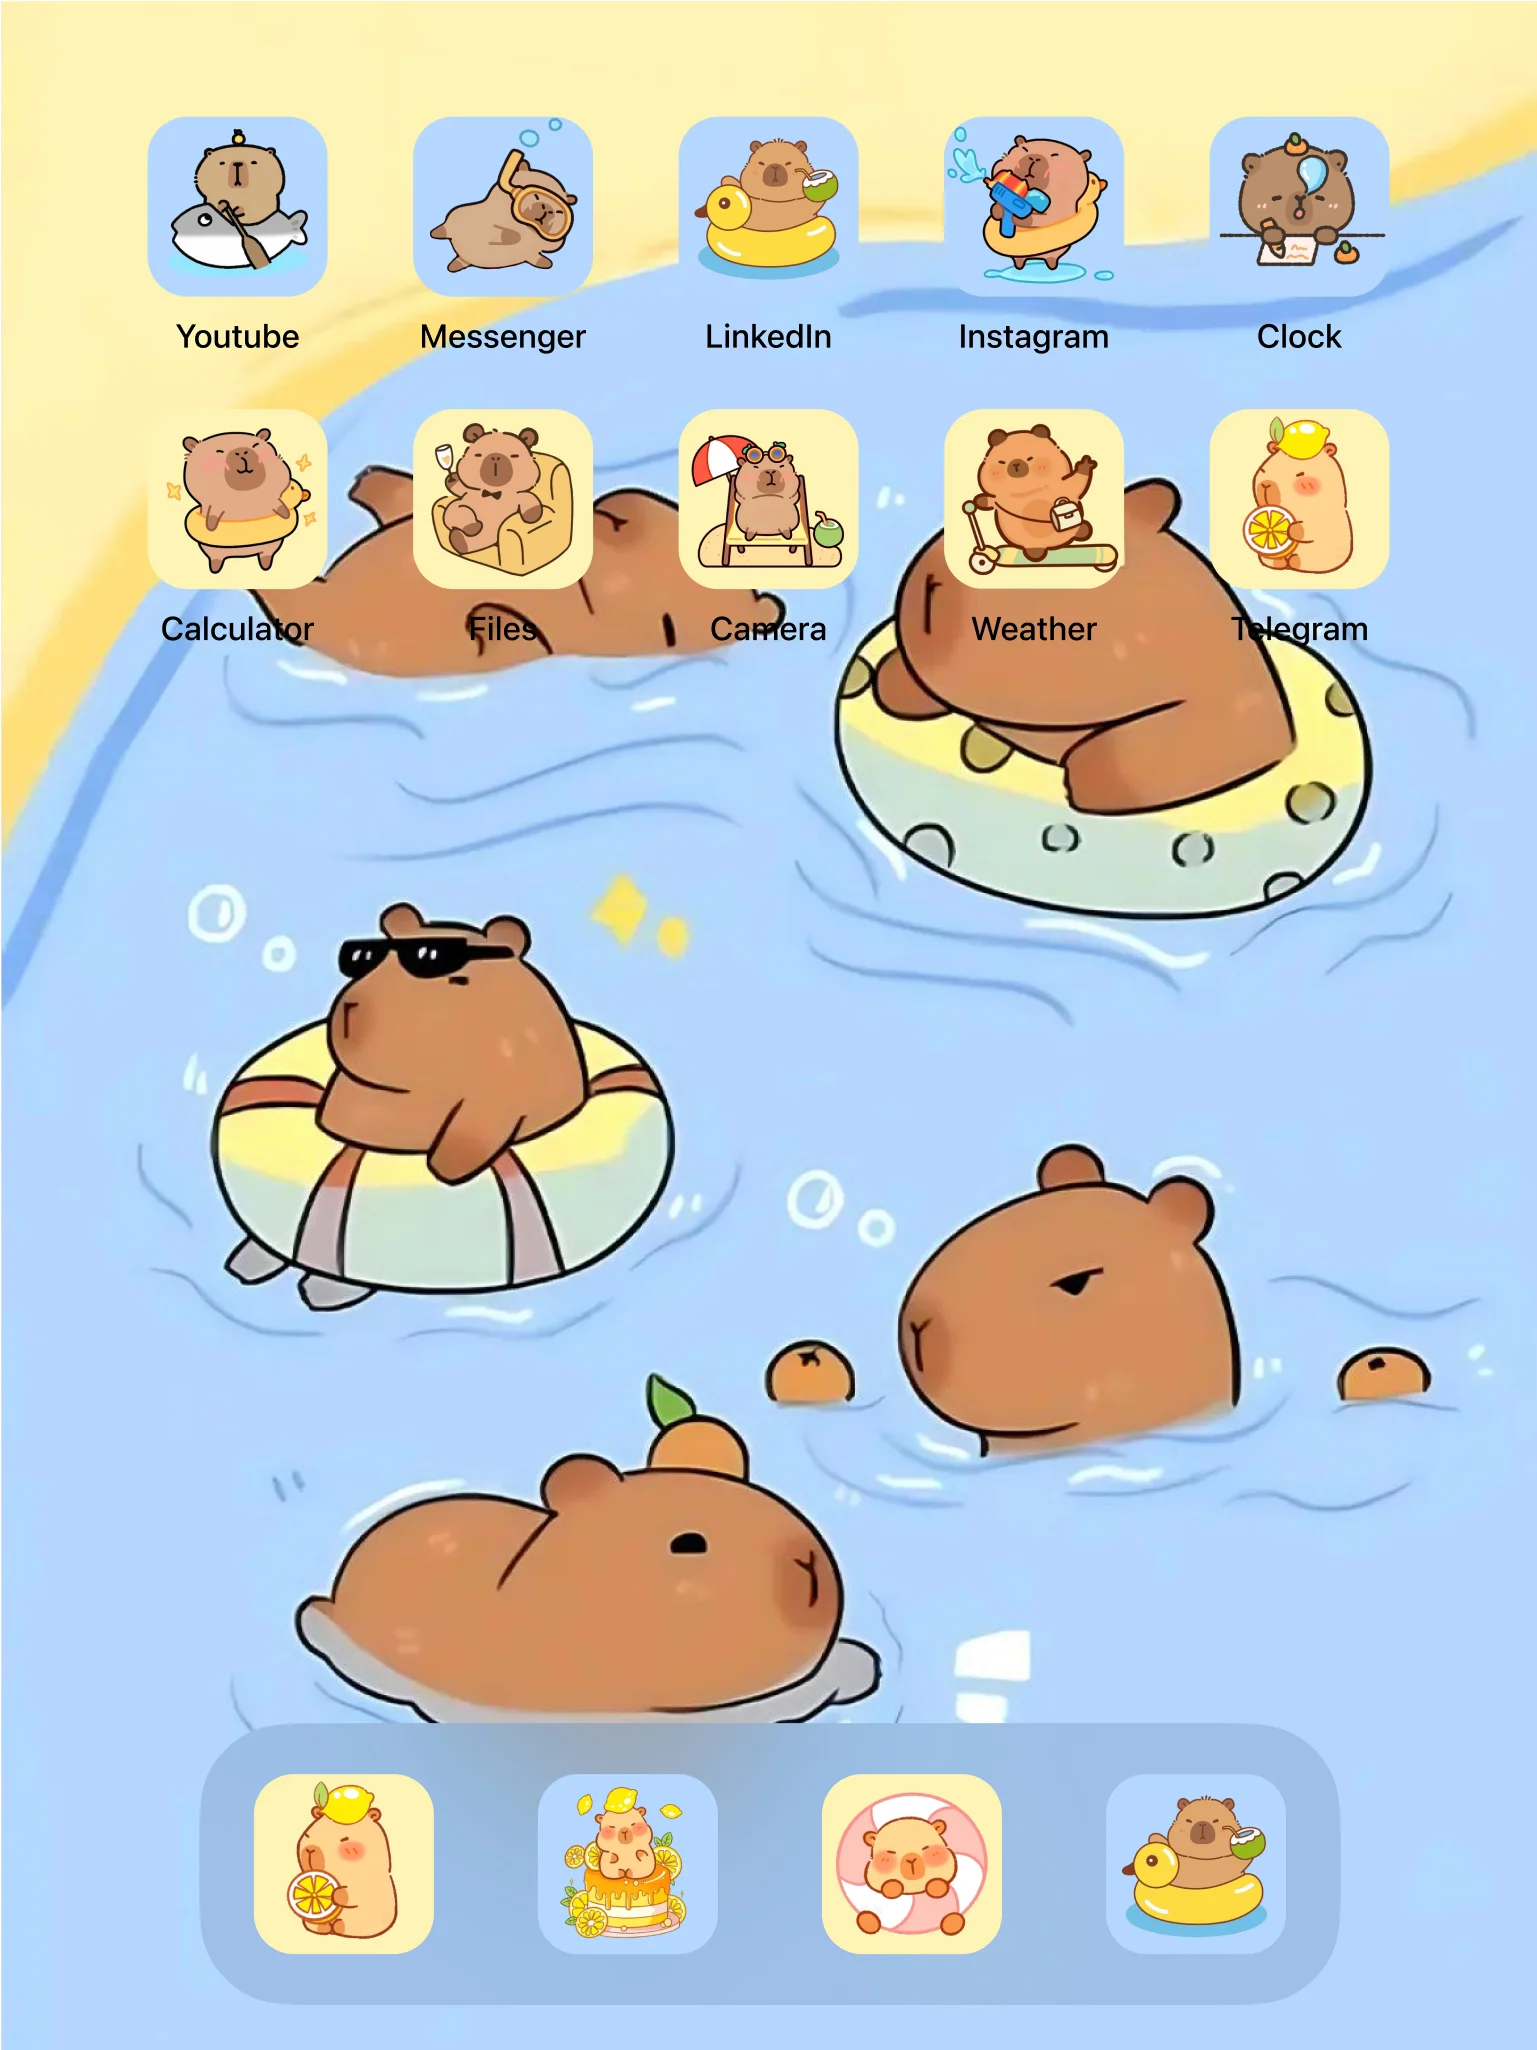 Youtube
Messenger
LinkedIn
Instagram
Clock
Calculator
Files
Camera
Weather
Telegram